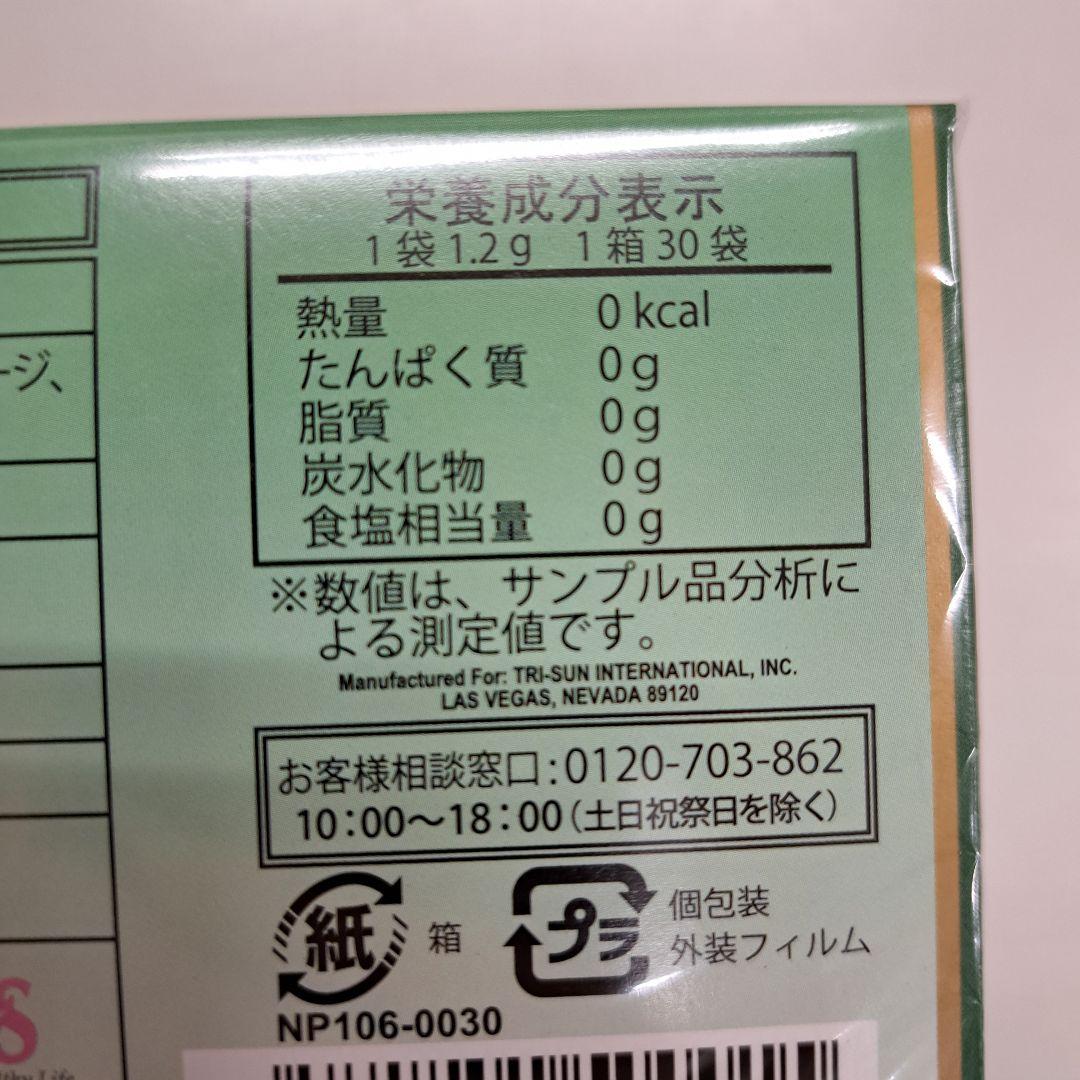 ージ、
栄養成分表示
1袋1.2g 1箱30袋
熱量 0kcal
たんぱく質 0g
脂質 0g
炭水化物 0g
食塩相当量 0g
※数値は、サンプル品分析に
よる測定値です。
Manufactured For: TRI-SUN INTERNATIONAL, INC.
LAS VEGAS, NEVADA 89120
お客様相談窓口:0120-703-862
10:00～18:00(土日祝祭日を除く)
紙 箱
プラ 個包装
外装フィルム
NP106-0030
Life